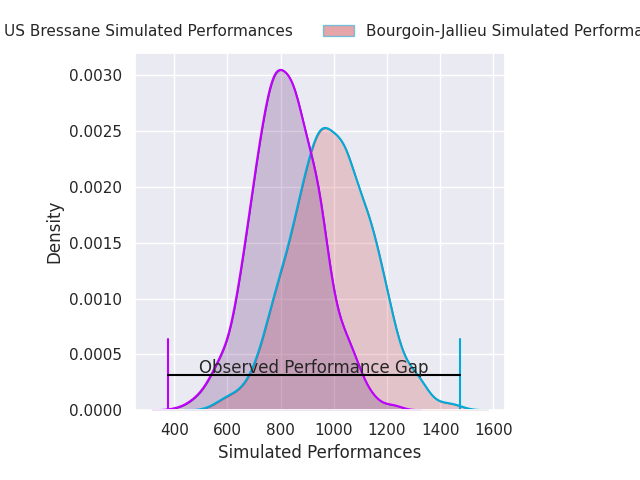 US Bressane Simulated Performances
Bourgoin-Jallieu Simulated Performa
0.0030
0.0025
0.0020
0.0015
0.0010
0.0005
0.0000
Density
Observed Performance Gap
400 600 800 1000 1200 1400 1600
Simulated Performances